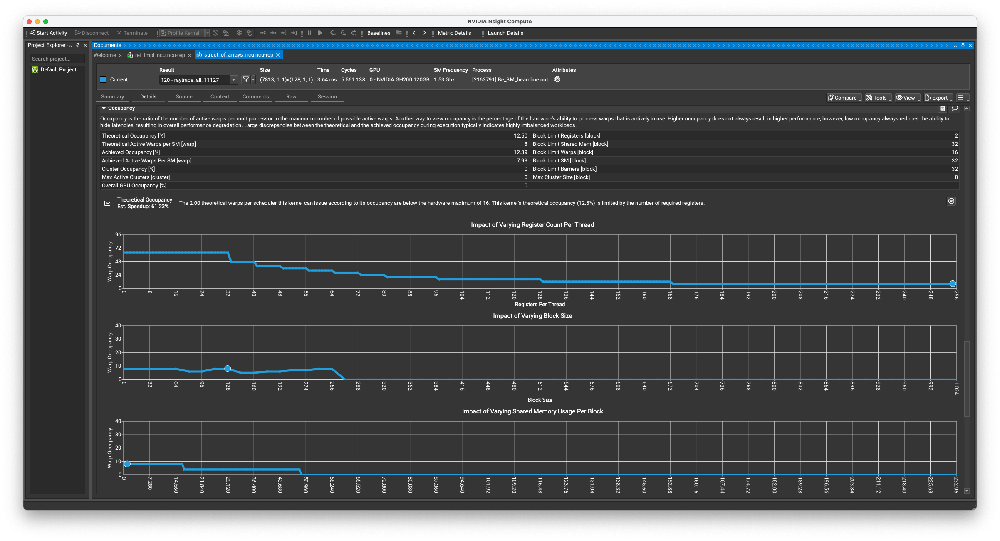 NVIDIA Nsight Compute
Start Activity Disconnect Terminate Profile Kernel Baselines Metric Details Launch Details
Project Explorer
Search project...
Default Project
Documents
Welcome ref_impl_ncu.ncu-rep struct_of_arrays_ncu.ncu-rep
Result Size Time Cycles GPU SM Frequency Process Attributes
Current 120 - raytrace_all_11127 (7813, 1, 1)x(128, 1, 1) 3.64 ms 5.561.138 0 - NVIDIA GH200 120GB 1.53 Ghz [2163791] Be_BM_beamline.out
Summary Details Source Context Comments Raw Session
Compare Tools View Export
Occupancy
Occupancy is the ratio of the number of active warps per multiprocessor to the maximum number of possible active warps. Another way to view occupancy is the percentage of the hardware's ability to process warps that is actively in use. Higher occupancy does not always result in higher performance, however, low occupancy always reduces the ability to
hide latencies, resulting in overall performance degradation. Large discrepancies between the theoretical and the achieved occupancy during execution typically indicates highly imbalanced workloads.
Theoretical Occupancy [%] 12.50 Block Limit Registers [block] 2
Theoretical Active Warps per SM [warp] 8 Block Limit Shared Mem [block] 32
Achieved Occupancy [%] 12.39 Block Limit Warps [block] 16
Achieved Active Warps Per SM [warp] 7.93 Block Limit SM [block] 32
Cluster Occupancy [%] 0 Block Limit Barriers [block] 32
Max Active Clusters [cluster] 0 Max Cluster Size [block] 8
Overall GPU Occupancy [%] 0
Theoretical Occupancy
Est. Speedup: 61.23%
The 2.00 theoretical warps per scheduler this kernel can issue according to its occupancy are below the hardware maximum of 16. This kernel's theoretical occupancy (12.5%) is limited by the number of required registers.
Impact of Varying Register Count Per Thread
Warp Occupancy
96
72
48
24
0
0 8 16 24 32 40 48 56 64 72 80 88 96 104 112 120 128 136 144 152 160 168 176 184 192 200 208 216 224 232 240 248 256
Registers Per Thread
Impact of Varying Block Size
Warp Occupancy
40
30
20
10
0
0 32 64 96 128 160 192 224 256 288 320 352 384 416 448 480 512 544 576 608 640 672 704 736 768 800 832 864 896 928 960 992 1.024
Block Size
Impact of Varying Shared Memory Usage Per Block
Warp Occupancy
40
30
20
10
0
0 7.280 14.560 21.840 29.120 36.400 43.680 50.960 58.240 65.520 72.800 80.080 87.360 94.640 101.92 109.20 116.48 123.76 131.04 138.32 145.60 152.88 160.16 167.44 174.72 182.00 189.28 196.56 203.84 211.12 218.40 225.68 232.96